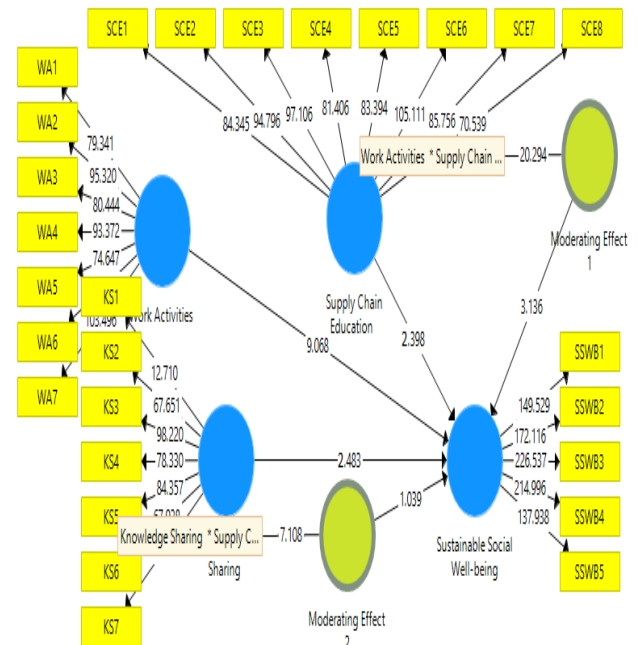 SCE1
SCE2
SCE3
SCE4
SCE5
SCE6
SCE7
SCE8
WA1
WA2
WA3
WA4
WA5
WA6
WA7
84.345
94.796
97.106
81.406
83.394
105.111
85.756
70.539
79.341
95.320
80.444
93.372
74.647
103.496
Work Activities * Supply Chain ...
20.294
Moderating Effect
1
Work Activities
Supply Chain
Education
9.068
2.398
3.136
KS1
KS2
KS3
KS4
KS5
KS6
KS7
12.710
67.651
98.220
78.330
84.357
Knowledge Sharing * Supply C...
7.108
Sharing
2.483
1.039
Moderating Effect
Sustainable Social
Well-being
149.529
172.116
226.537
214.996
137.938
SSWB1
SSWB2
SSWB3
SSWB4
SSWB5